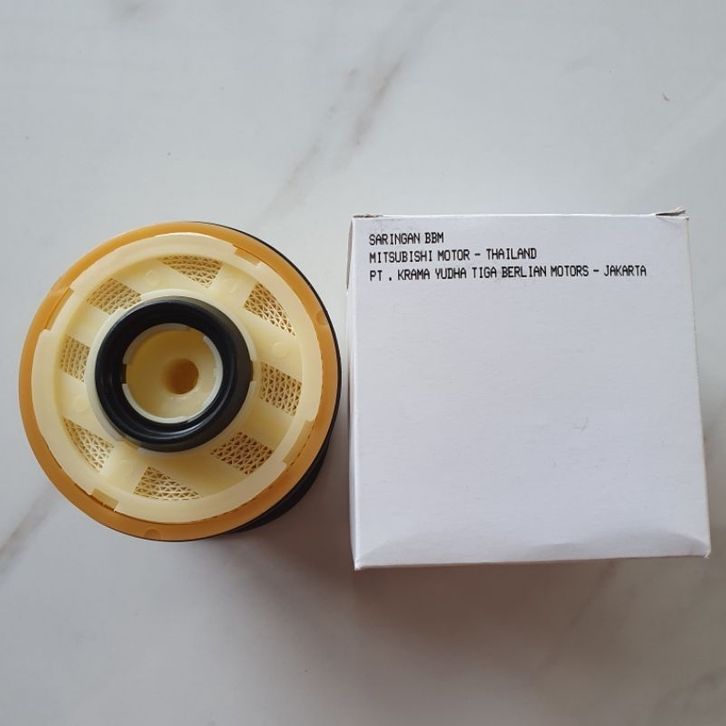 SARINGAN BBM
MITSUBISHI MOTOR - THAILAND
PT . KRAMA YUDHA TIGA BERLIAN MOTORS - JAKARTA